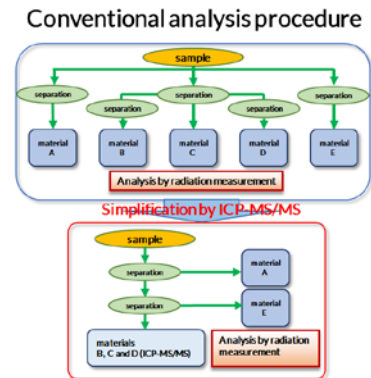 Conventional analysis procedure
sample
separation
separation
separation
separation
separation
material
A
material
B
material
C
material
D
material
E
Analysis by radiation measurement
Simplification by ICP-MS/MS
sample
separation
material
A
separation
material
E
materials
B, C and D (ICP-MS/MS)
Analysis by radiation
measurement